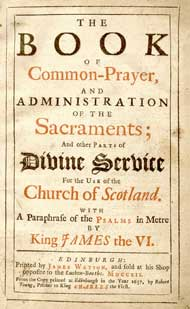 THE
BOOK
OF
Common-Prayer,
AND
ADMINISTRATION
OF THE
Sacraments;
And other PARTS of
Divine Service
For the USE of the
Church of Scotland.
WITH
A Paraphrase of the PSALMS in Metre
BY
King JAMES the VI.
EDINBURGH:
Printed by JAMES WATSON, and sold at his Shop
opposite to the Lucken-Booths. MDCCXII.
From the Copy printed at Edinburgh in the Year 1637, by Robert
Young, Printer to King CHARLES the First.